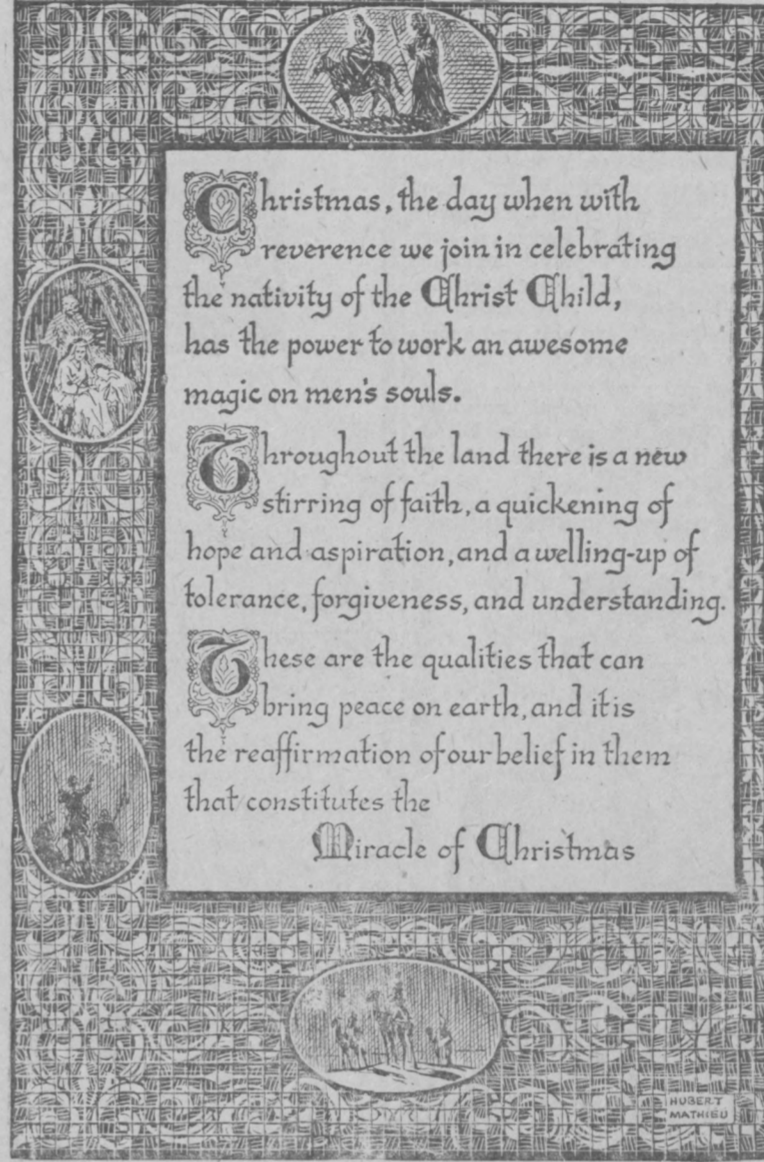 Christmas, the day when with
reverence we join in celebrating
the nativity of the Christ Child,
has the power to work an awesome
magic on men's souls.
Throughout the land there is a new
stirring of faith, a quickening of
hope and aspiration, and a welling-up of
tolerance, forgiveness, and understanding.
These are the qualities that can
bring peace on earth, and it is
the reaffirmation of our belief in them
that constitutes the
Miracle of Christmas
HUBERT
MATHIEU